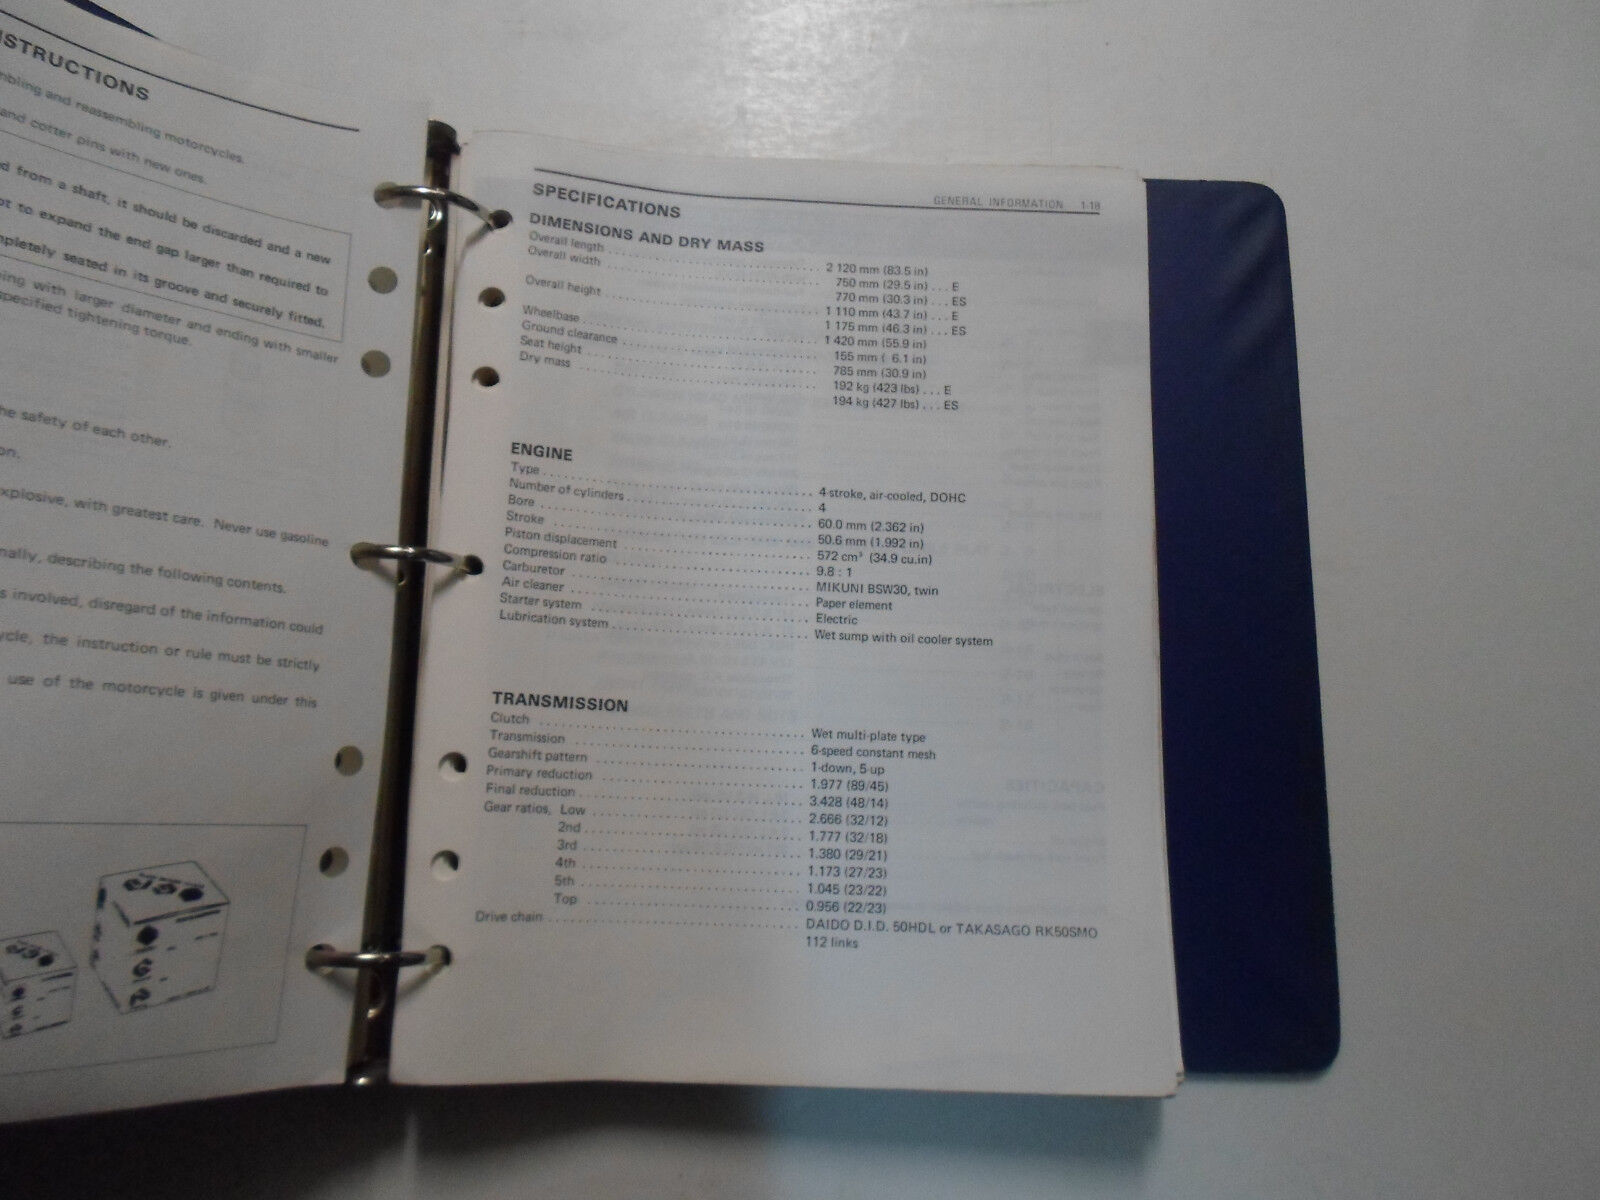 STRUCTIONS
and reassembling motorcycles.
and cotter pins with new ones.
from a shaft, it should be discarded and a new
to expand the end gap larger than required to
seated in its groove and securely fitted.
with larger diameter and ending with smaller
specified tightening torque.
safety of each other.
explosive, with greatest care. Never use gasoline
describing the following contents.
involved, disregard of the information could
the instruction or rule must be strictly
use of the motorcycle is given under this
GENERAL INFORMATION 1-18
SPECIFICATIONS
DIMENSIONS AND DRY MASS
Overall length ........ 2 120 mm (83.5 in)
Overall width ........ 750 mm (29.5 in) . . . E
770 mm (30.3 in) . . . ES
Overall height ........ 1 110 mm (43.7 in) . . . E
1 175 mm (46.3 in) . . . ES
Wheelbase ........ 1 420 mm (55.9 in)
Ground clearance ........ 155 mm ( 6.1 in)
Seat height ........ 785 mm (30.9 in)
Dry mass ........ 192 kg (423 lbs) . . . E
194 kg (427 lbs) . . . ES
ENGINE
Type ........ 4-stroke, air-cooled, DOHC
Number of cylinders ........ 4
Bore ........ 60.0 mm (2.362 in)
Stroke ........ 50.6 mm (1.992 in)
Piston displacement ........ 572 cm³ (34.9 cu.in)
Compression ratio ........ 9.8 : 1
Carburetor ........ MIKUNI BSW30, twin
Air cleaner ........ Paper element
Starter system ........ Electric
Lubrication system ........ Wet sump with oil cooler system
TRANSMISSION
Clutch ........ Wet multi-plate type
Transmission ........ 6-speed constant mesh
Gearshift pattern ........ 1-down, 5-up
Primary reduction ........ 1.977 (89/45)
Final reduction ........ 3.428 (48/14)
Gear ratios, Low ........ 2.666 (32/12)
2nd ........ 1.777 (32/18)
3rd ........ 1.380 (29/21)
4th ........ 1.173 (27/23)
5th ........ 1.045 (23/22)
Top ........ 0.956 (22/23)
Drive chain ........ DAIDO D.I.D. 50HDL or TAKASAGO RK50SMO
112 links